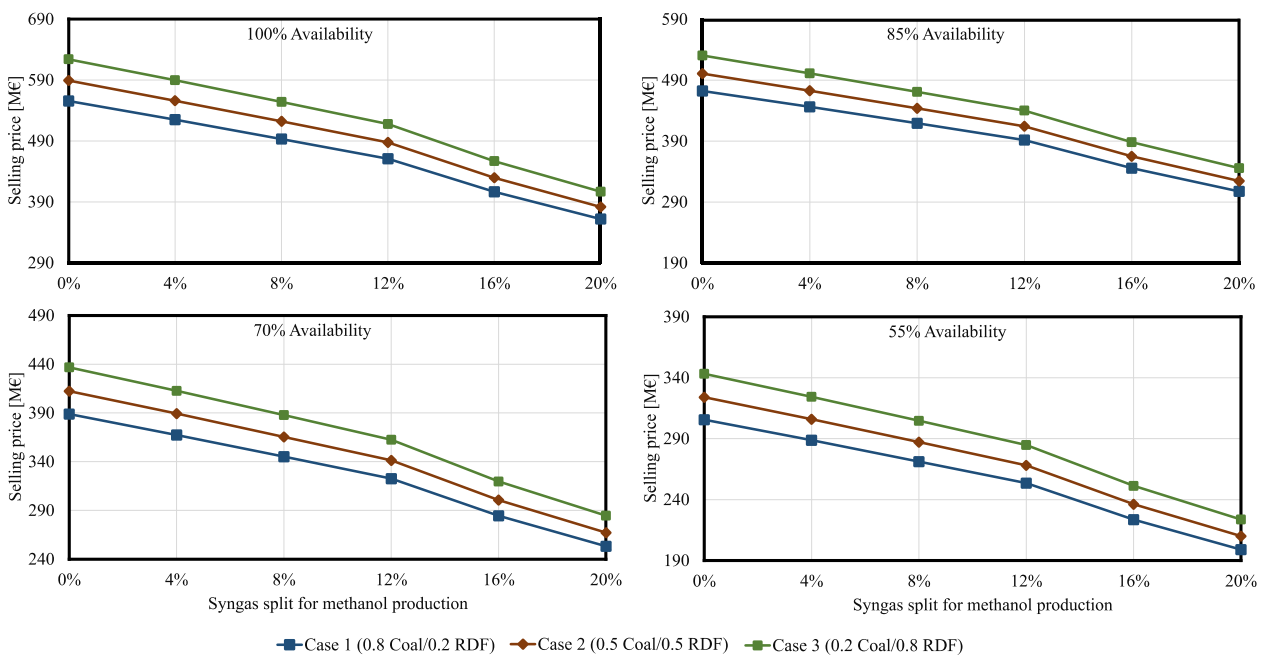 100% Availability
Selling price [M€]
690
590
490
390
290
0% 4% 8% 12% 16% 20%
85% Availability
Selling price [M€]
590
490
390
290
190
0% 4% 8% 12% 16% 20%
70% Availability
Selling price [M€]
490
440
390
340
290
240
0% 4% 8% 12% 16% 20%
Syngas split for methanol production
55% Availability
Selling price [M€]
390
340
290
240
190
0% 4% 8% 12% 16% 20%
Syngas split for methanol production
Case 1 (0.8 Coal/0.2 RDF) Case 2 (0.5 Coal/0.5 RDF) Case 3 (0.2 Coal/0.8 RDF)